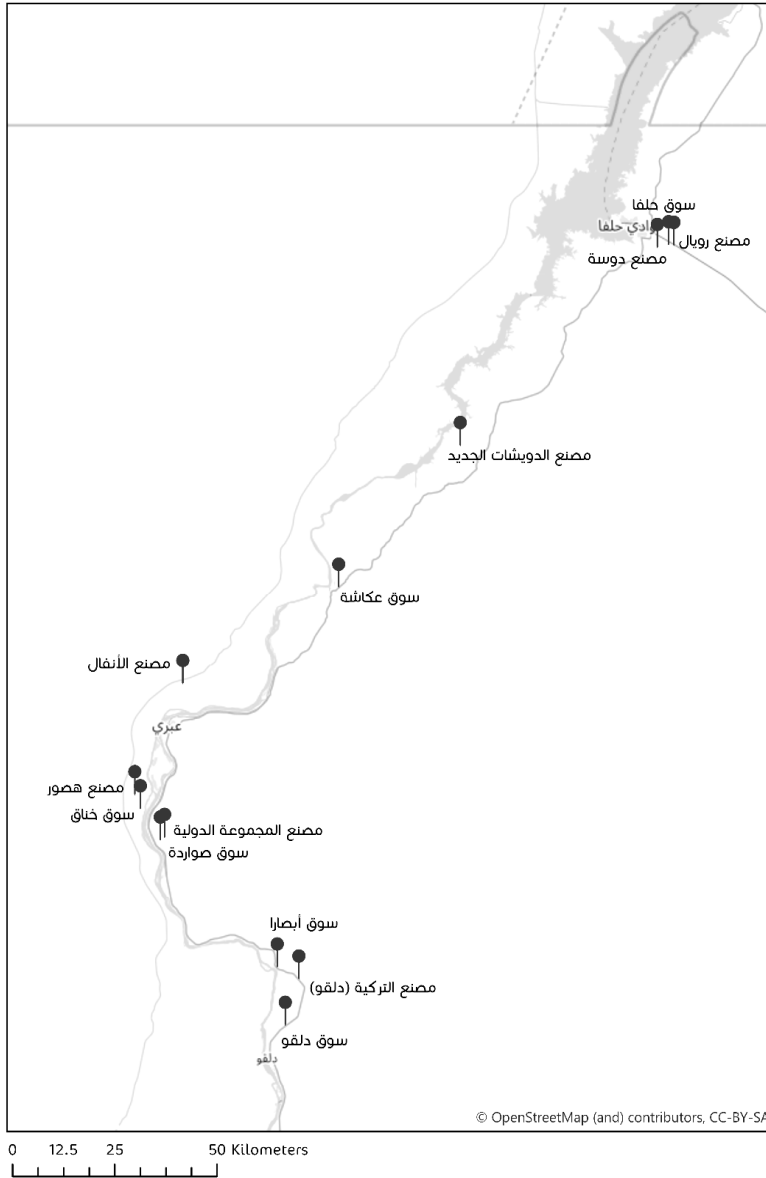 سوق حلفا
وادي حلفا
مصنع رويال
مصنع دوسة
مصنع الدويشات الجديد
سوق عكاشة
مصنع الأنفال
عبري
مصنع هصور
سوق خناق
مصنع المجموعة الدولية
سوق صواردة
سوق أبصارا
مصنع التركية (دلقو)
سوق دلقو
دلقو
© OpenStreetMap (and) contributors, CC-BY-SA
0 12.5 25 50 Kilometers